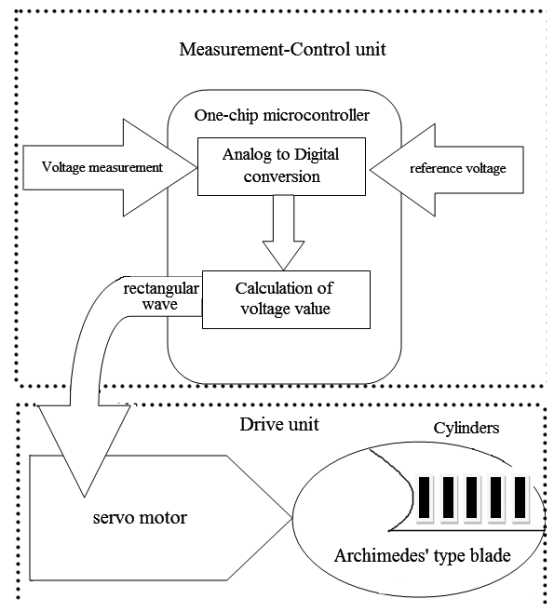 Measurement-Control unit
One-chip microcontroller
Voltage measurement
Analog to Digital
conversion
reference voltage
rectangular
wave
Calculation of
voltage value
Drive unit
Cylinders
servo motor
Archimedes' type blade